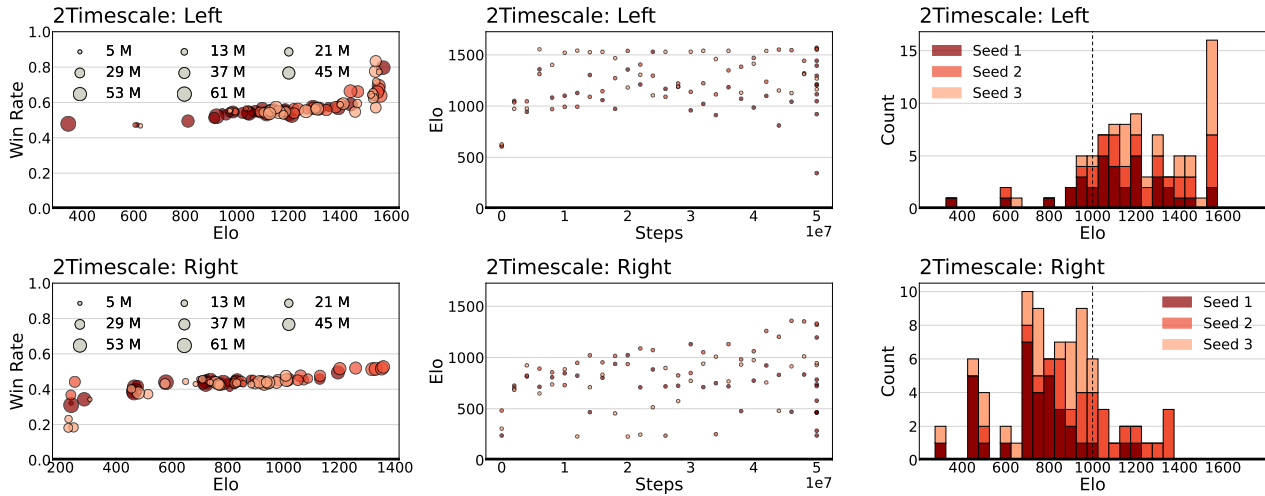 2Timescale: Left
1.0
0.8
0.6
0.4
0.2
0.0
Win Rate
5 M
13 M
21 M
29 M
37 M
45 M
53 M
61 M
400
600
800
1000
1200
1400
1600
Elo
2Timescale: Left
1500
1000
500
0
Elo
0
1
2
3
4
5
1e7
Steps
2Timescale: Left
15
10
5
0
Count
Seed 1
Seed 2
Seed 3
400
600
800
1000
1200
1400
1600
Elo
2Timescale: Right
1.0
0.8
0.6
0.4
0.2
0.0
Win Rate
5 M
13 M
21 M
29 M
37 M
45 M
53 M
61 M
200
400
600
800
1000
1200
1400
Elo
2Timescale: Right
1500
1000
500
0
Elo
0
1
2
3
4
5
1e7
Steps
2Timescale: Right
10
8
6
4
2
0
Count
Seed 1
Seed 2
Seed 3
400
600
800
1000
1200
1400
1600
Elo